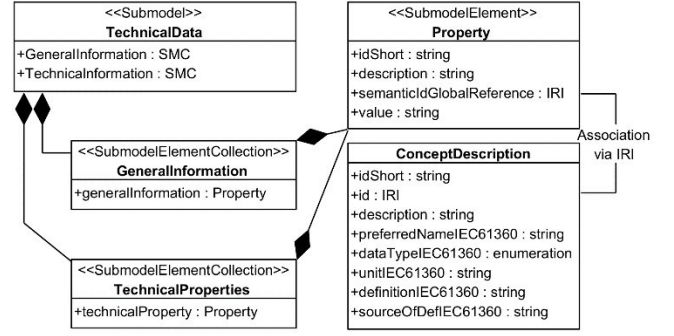 <<Submodel>>
TechnicalData
+GeneralInformation : SMC
+TechnicaInformation : SMC
<<SubmodelElement>>
Property
+idShort : string
+description : string
+semanticIdGlobalReference : IRI
+value : string
Association
via IRI
<<SubmodelElementCollection>>
GeneralInformation
+generalInformation : Property
ConceptDescription
+idShort : string
+id : IRI
+description : string
+preferredNameIEC61360 : string
+dataTypeIEC61360 : enumeration
+unitIEC61360 : string
+definitionIEC61360 : string
+sourceOfDefIEC61360 : string
<<SubmodelElementCollection>>
TechnicalProperties
+technicalProperty : Property